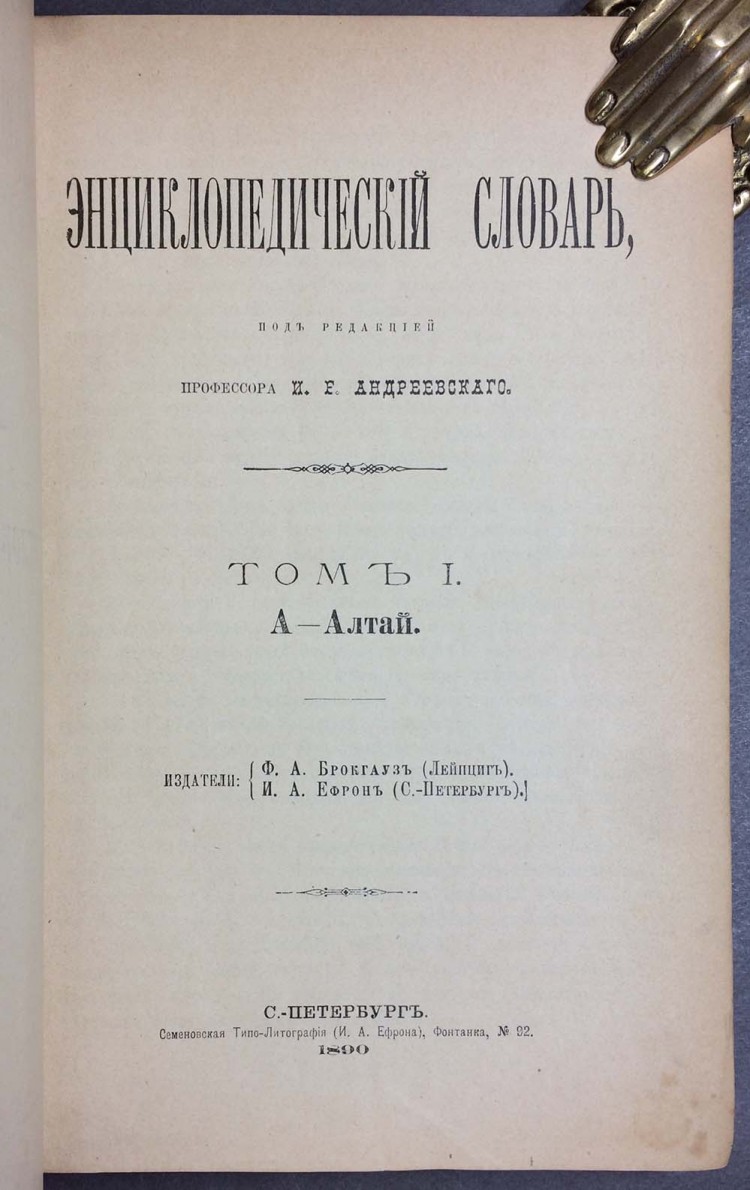 ЭНЦИКЛОПЕДИЧЕСКІЙ СЛОВАРЬ,
ПОДЪ РЕДАКЦІЕЙ
ПРОФЕССОРА И. Е. АНДРЕЕВСКАГО.
ТОМЪ I.
А—Алтай.
ИЗДАТЕЛИ: { Ф. А. БРОКГАУЗЪ (ЛЕЙПЦИГЪ).
И. А. ЕФРОНЪ (С.-ПЕТЕРБУРГЪ).]
С.-ПЕТЕРБУРГЪ.
Семеновская Типо-Литографія (И. А. Ефрона), Фонтанка, № 92.
1890